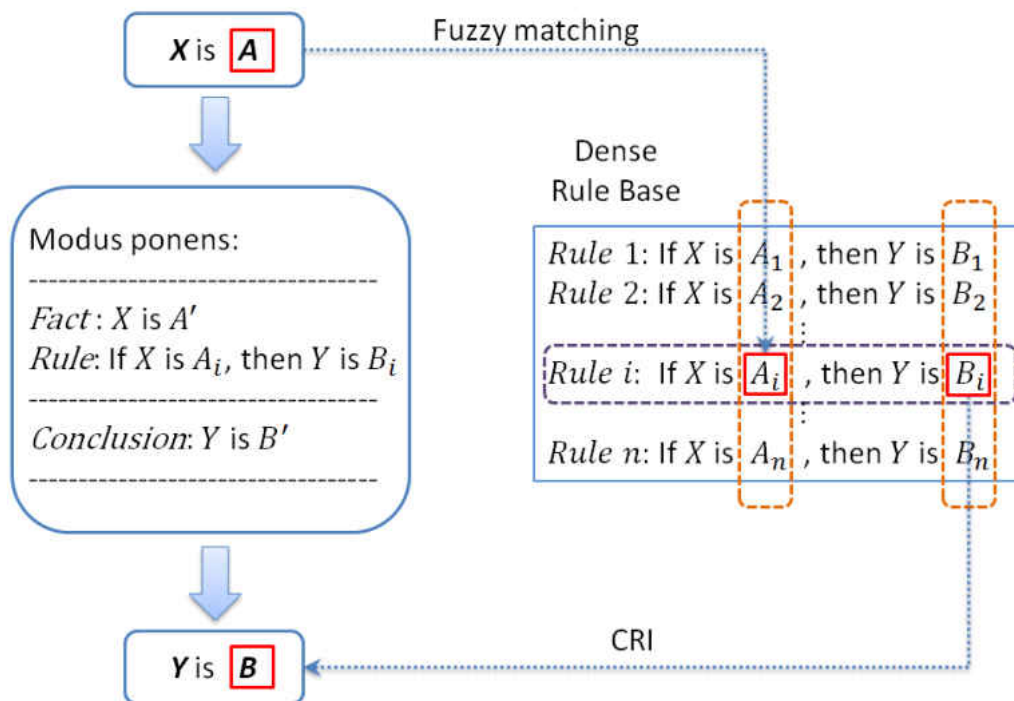 X is A
Fuzzy matching
Dense
Rule Base
Modus ponens:
Fact : X is A′
Rule: If X is Aᵢ, then Y is Bᵢ
Conclusion: Y is B′
Rule 1: If X is A₁ , then Y is B₁
Rule 2: If X is A₂ , then Y is B₂
⋮ ⋮
Rule i: If X is Aᵢ , then Y is Bᵢ
⋮ ⋮
Rule n: If X is Aₙ , then Y is Bₙ
CRI
Y is B